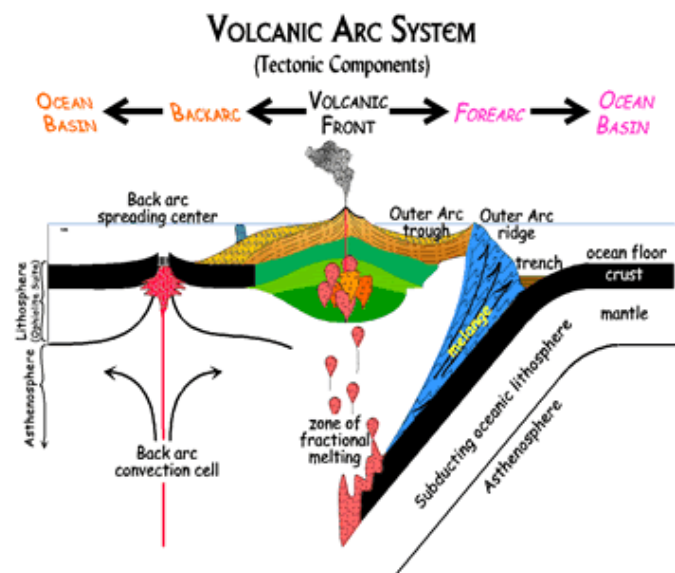 VOLCANIC ARC SYSTEM
(Tectonic Components)
OCEAN
BASIN
BACKARC
VOLCANIC
FRONT
FOREARC
OCEAN
BASIN
Back arc
spreading center
Outer Arc
trough
Outer Arc
ridge
trench
ocean floor
crust
mantle
Lithosphere
(Ophiolite Suite)
Asthenosphere
melange
zone of
fractional
melting
Back arc
convection cell
Subducting oceanic lithosphere
Asthenosphere